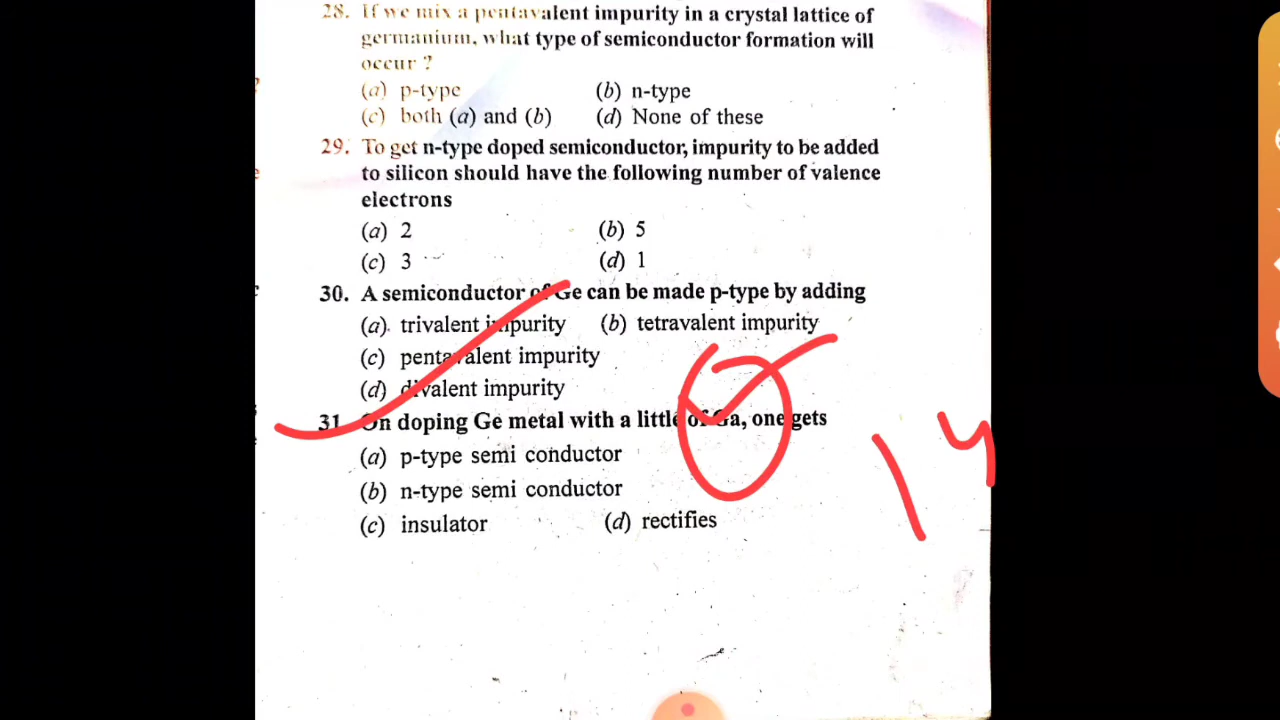 28. If we mix a pentavalent impurity in a crystal lattice of
germanium, what type of semiconductor formation will
occur ?
(a) p-type (b) n-type
(c) both (a) and (b) (d) None of these
29. To get n-type doped semiconductor, impurity to be added
to silicon should have the following number of valence
electrons
(a) 2 (b) 5
(c) 3 (d) 1
30. A semiconductor of Ge can be made p-type by adding
(a) trivalent impurity (b) tetravalent impurity
(c) pentavalent impurity
(d) divalent impurity
31. On doping Ge metal with a little of Ga, one gets
(a) p-type semi conductor
(b) n-type semi conductor
(c) insulator (d) rectifies